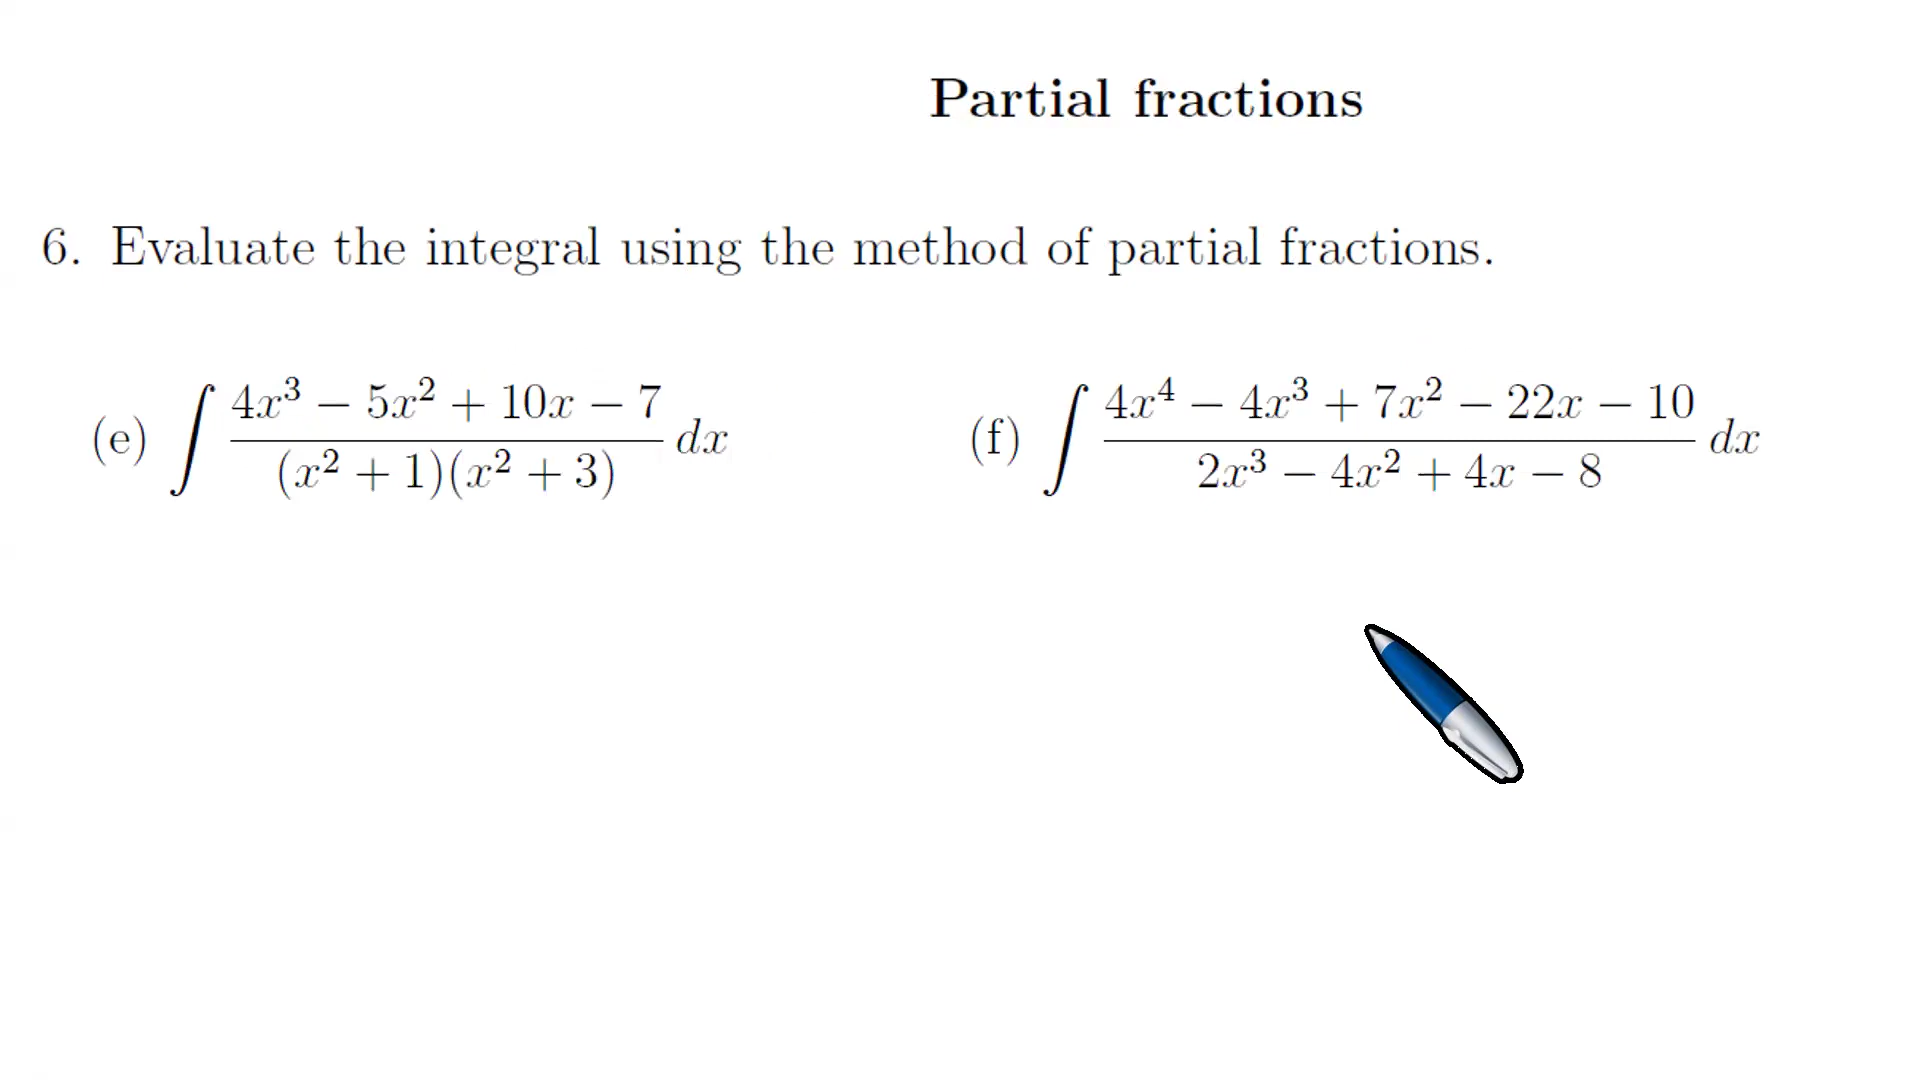 Partial fractions
6. Evaluate the integral using the method of partial fractions.
(e) ∫ (4x³ − 5x² + 10x − 7) / ((x² + 1)(x² + 3)) dx
(f) ∫ (4x⁴ − 4x³ + 7x² − 22x − 10) / (2x³ − 4x² + 4x − 8) dx